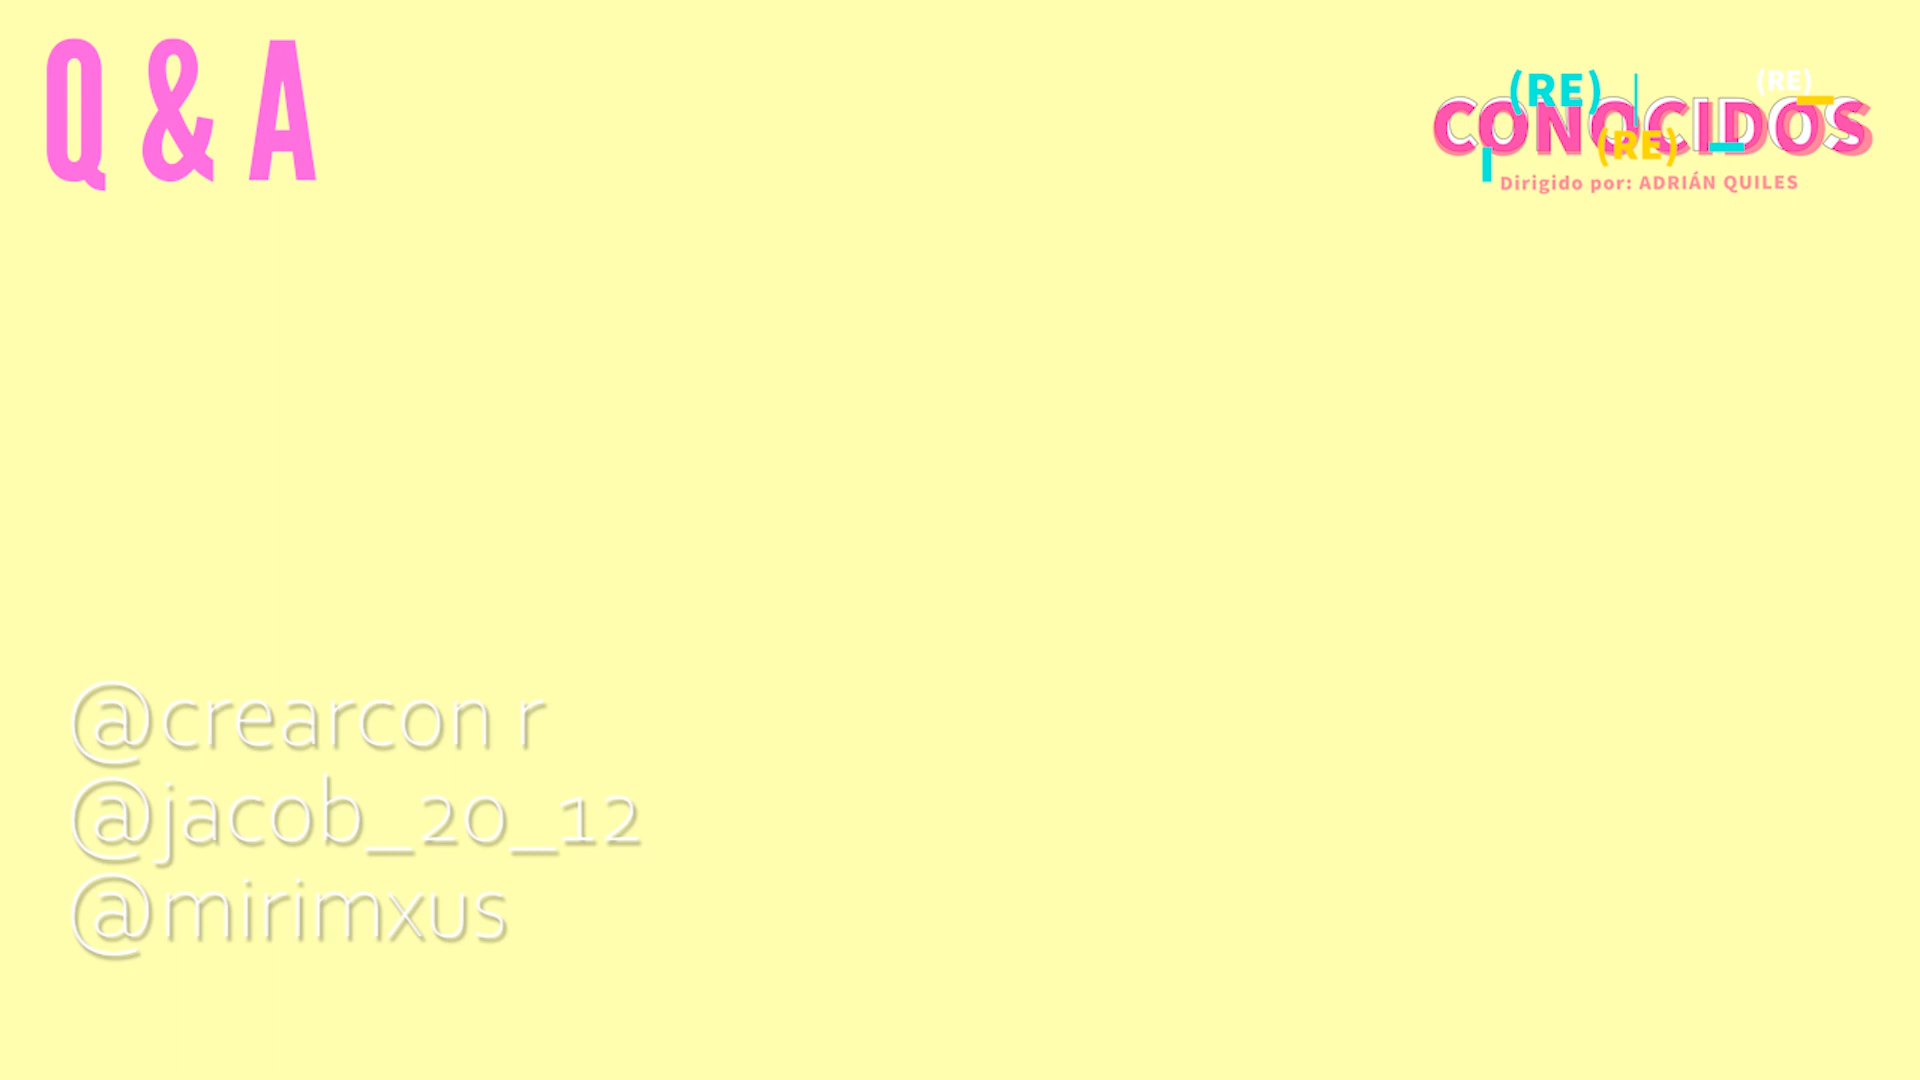 Q & A
(RE)
(RE)
CONOCIDOS
(RE)
Dirigido por: ADRIÁN QUILES
@crearcon r
@jacob_20_12
@mirimxus